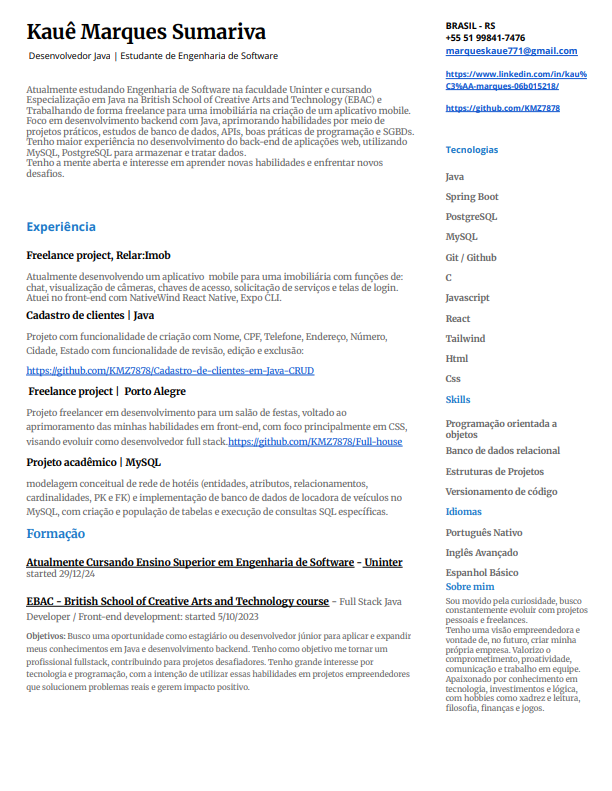 Kauê Marques Sumariva
Desenvolvedor Java | Estudante de Engenharia de Software
Atualmente estudando Engenharia de Software na faculdade Uninter e cursando
Especialização em Java na British School of Creative Arts and Technology (EBAC) e
Trabalhando de forma freelance para uma imobiliária na criação de um aplicativo mobile.
Foco em desenvolvimento backend com Java, aprimorando habilidades por meio de
projetos práticos, estudos de banco de dados, APIs, boas práticas de programação e SGBDs.
Tenho maior experiência no desenvolvimento do back-end de aplicações web, utilizando
MySQL, PostgreSQL para armazenar e tratar dados.
Tenho a mente aberta e interesse em aprender novas habilidades e enfrentar novos
desafios.
Experiência
Freelance project, Relar:Imob
Atualmente desenvolvendo um aplicativo mobile para uma imobiliária com funções de:
chat, visualização de câmeras, chaves de acesso, solicitação de serviços e telas de login.
Atuei no front-end com NativeWind React Native, Expo CLI.
Cadastro de clientes | Java
Projeto com funcionalidade de criação com Nome, CPF, Telefone, Endereço, Número,
Cidade, Estado com funcionalidade de revisão, edição e exclusão:
https://github.com/KMZ7878/Cadastro-de-clientes-em-Java-CRUD
Freelance project | Porto Alegre
Projeto freelancer em desenvolvimento para um salão de festas, voltado ao
aprimoramento das minhas habilidades em front-end, com foco principalmente em CSS,
visando evoluir como desenvolvedor full stack.https://github.com/KMZ7878/Full-house
Projeto acadêmico | MySQL
modelagem conceitual de rede de hotéis (entidades, atributos, relacionamentos,
cardinalidades, PK e FK) e implementação de banco de dados de locadora de veículos no
MySQL, com criação e população de tabelas e execução de consultas SQL específicas.
Formação
Atualmente Cursando Ensino Superior em Engenharia de Software - Uninter
started 29/12/24
EBAC - British School of Creative Arts and Technology course - Full Stack Java
Developer / Front-end development: started 5/10/2023
Objetivos: Busco uma oportunidade como estagiário ou desenvolvedor júnior para aplicar e expandir
meus conhecimentos em Java e desenvolvimento backend. Tenho como objetivo me tornar um
profissional fullstack, contribuindo para projetos desafiadores. Tenho grande interesse por
tecnologia e programação, com a intenção de utilizar essas habilidades em projetos empreendedores
que solucionem problemas reais e gerem impacto positivo.
BRASIL - RS
+55 51 99841-7476
marqueskaue771@gmail.com
https://www.linkedin.com/in/kau%
C3%AA-marques-06b015218/
https://github.com/KMZ7878
Tecnologias
Java
Spring Boot
PostgreSQL
MySQL
Git / Github
C
Javascript
React
Tailwind
Html
Css
Skills
Programação orientada a
objetos
Banco de dados relacional
Estruturas de Projetos
Versionamento de código
Idiomas
Português Nativo
Inglês Avançado
Espanhol Básico
Sobre mim
Sou movido pela curiosidade, busco
constantemente evoluir com projetos
pessoais e freelances.
Tenho uma visão empreendedora e
vontade de, no futuro, criar minha
própria empresa. Valorizo o
comprometimento, proatividade,
comunicação e trabalho em equipe.
Apaixonado por conhecimento em
tecnologia, investimentos e lógica,
com hobbies como xadrez e leitura,
filosofia, finanças e jogos.